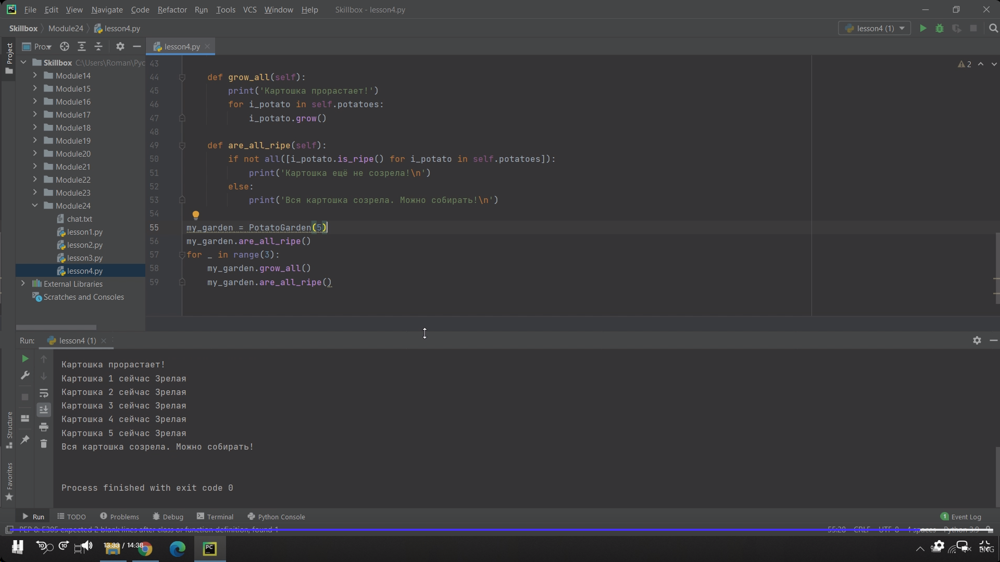 File Edit View Navigate Code Refactor Run Tools VCS Window Help Skillbox - lesson4.py
Skillbox Module24 lesson4.py lesson4 (1)
Project
Pro... lesson4.py
Skillbox C:\Users\Roman\Pyc
Module14
Module15
Module16
Module17
Module18
Module19
Module20
Module21
Module22
Module23
Module24
chat.txt
lesson1.py
lesson2.py
lesson3.py
lesson4.py
External Libraries
Scratches and Consoles
2
43
44 def grow_all(self):
45 print('Картошка прорастает!')
46 for i_potato in self.potatoes:
47 i_potato.grow()
48
49 def are_all_ripe(self):
50 if not all([i_potato.is_ripe() for i_potato in self.potatoes]):
51 print('Картошка ещё не созрела!\n')
52 else:
53 print('Вся картошка созрела. Можно собирать!\n')
54
55 my_garden = PotatoGarden(5)
56 my_garden.are_all_ripe()
57 for _ in range(3):
58 my_garden.grow_all()
59 my_garden.are_all_ripe()
Run: lesson4 (1)
Картошка прорастает!
Картошка 1 сейчас Зрелая
Картошка 2 сейчас Зрелая
Картошка 3 сейчас Зрелая
Картошка 4 сейчас Зрелая
Картошка 5 сейчас Зрелая
Вся картошка созрела. Можно собирать!
Process finished with exit code 0
Structure
Favorites
Run TODO Problems Debug Terminal Python Console 1 Event Log
PEP 8: E305 expected 2 blank lines after class or function definition, found 1 55:28 CRLF UTF-8 4 spaces Python 3.9
10 10 13:33 / 14:38 PC ENG